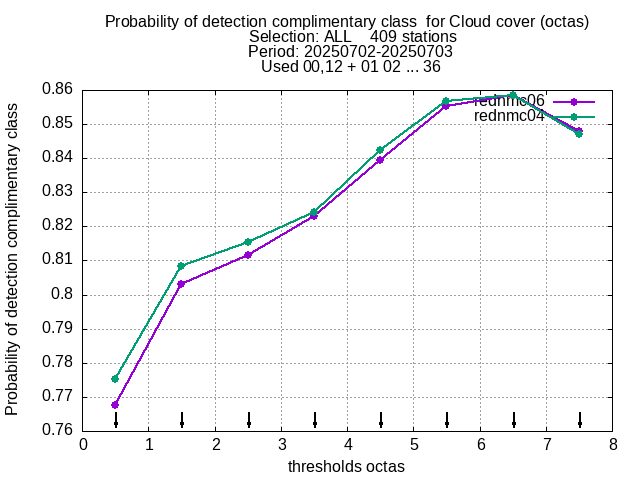 Probability of detection complimentary class  for Cloud cover (octas)
Selection: ALL    409 stations
Period: 20250702-20250703
Used 00,12 + 01 02 ... 36
Probability of detection complimentary class
0.86
0.85
0.84
0.83
0.82
0.81
0.8
0.79
0.78
0.77
0.76
rednmc06
rednmc04
0 1 2 3 4 5 6 7 8
thresholds octas